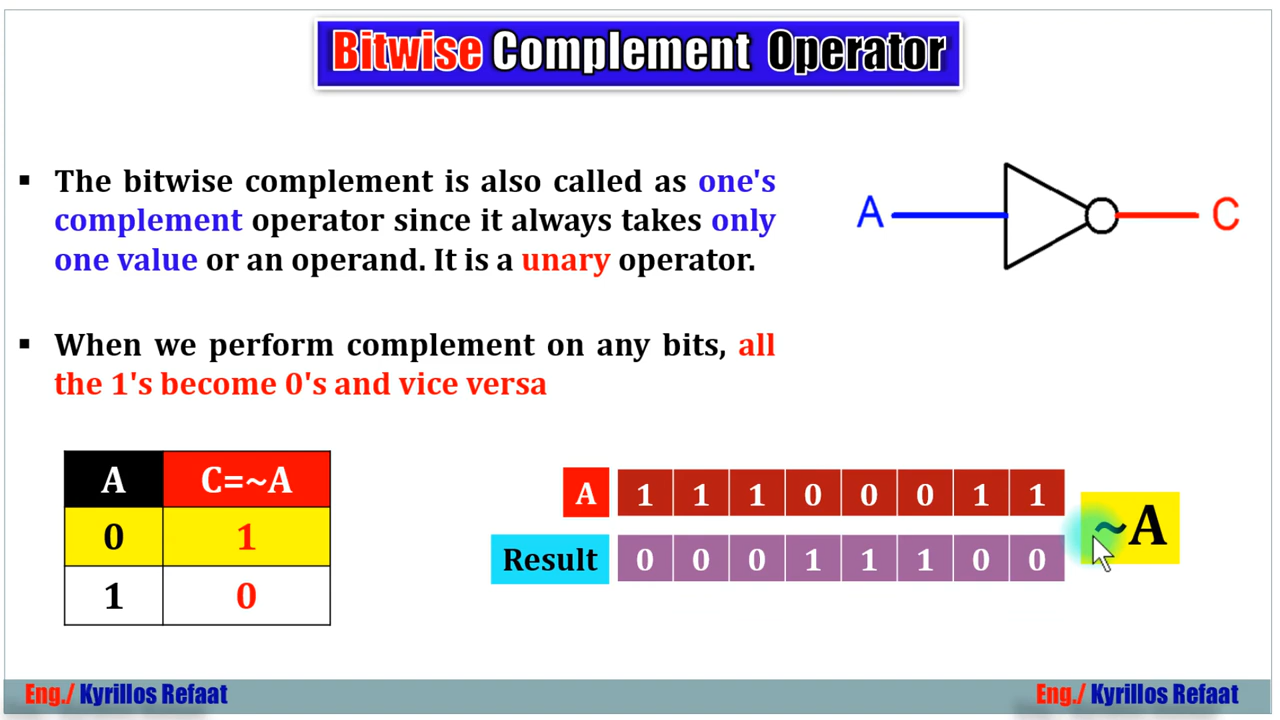 Bitwise Complement Operator
▪ The bitwise complement is also called as one's
complement operator since it always takes only
one value or an operand. It is a unary operator.
A
C
▪ When we perform complement on any bits, all
the 1's become 0's and vice versa
A C=~A
0 1
1 0
A 1 1 1 0 0 0 1 1
Result 0 0 0 1 1 1 0 0
~A
Eng./ Kyrillos Refaat
Eng./ Kyrillos Refaat